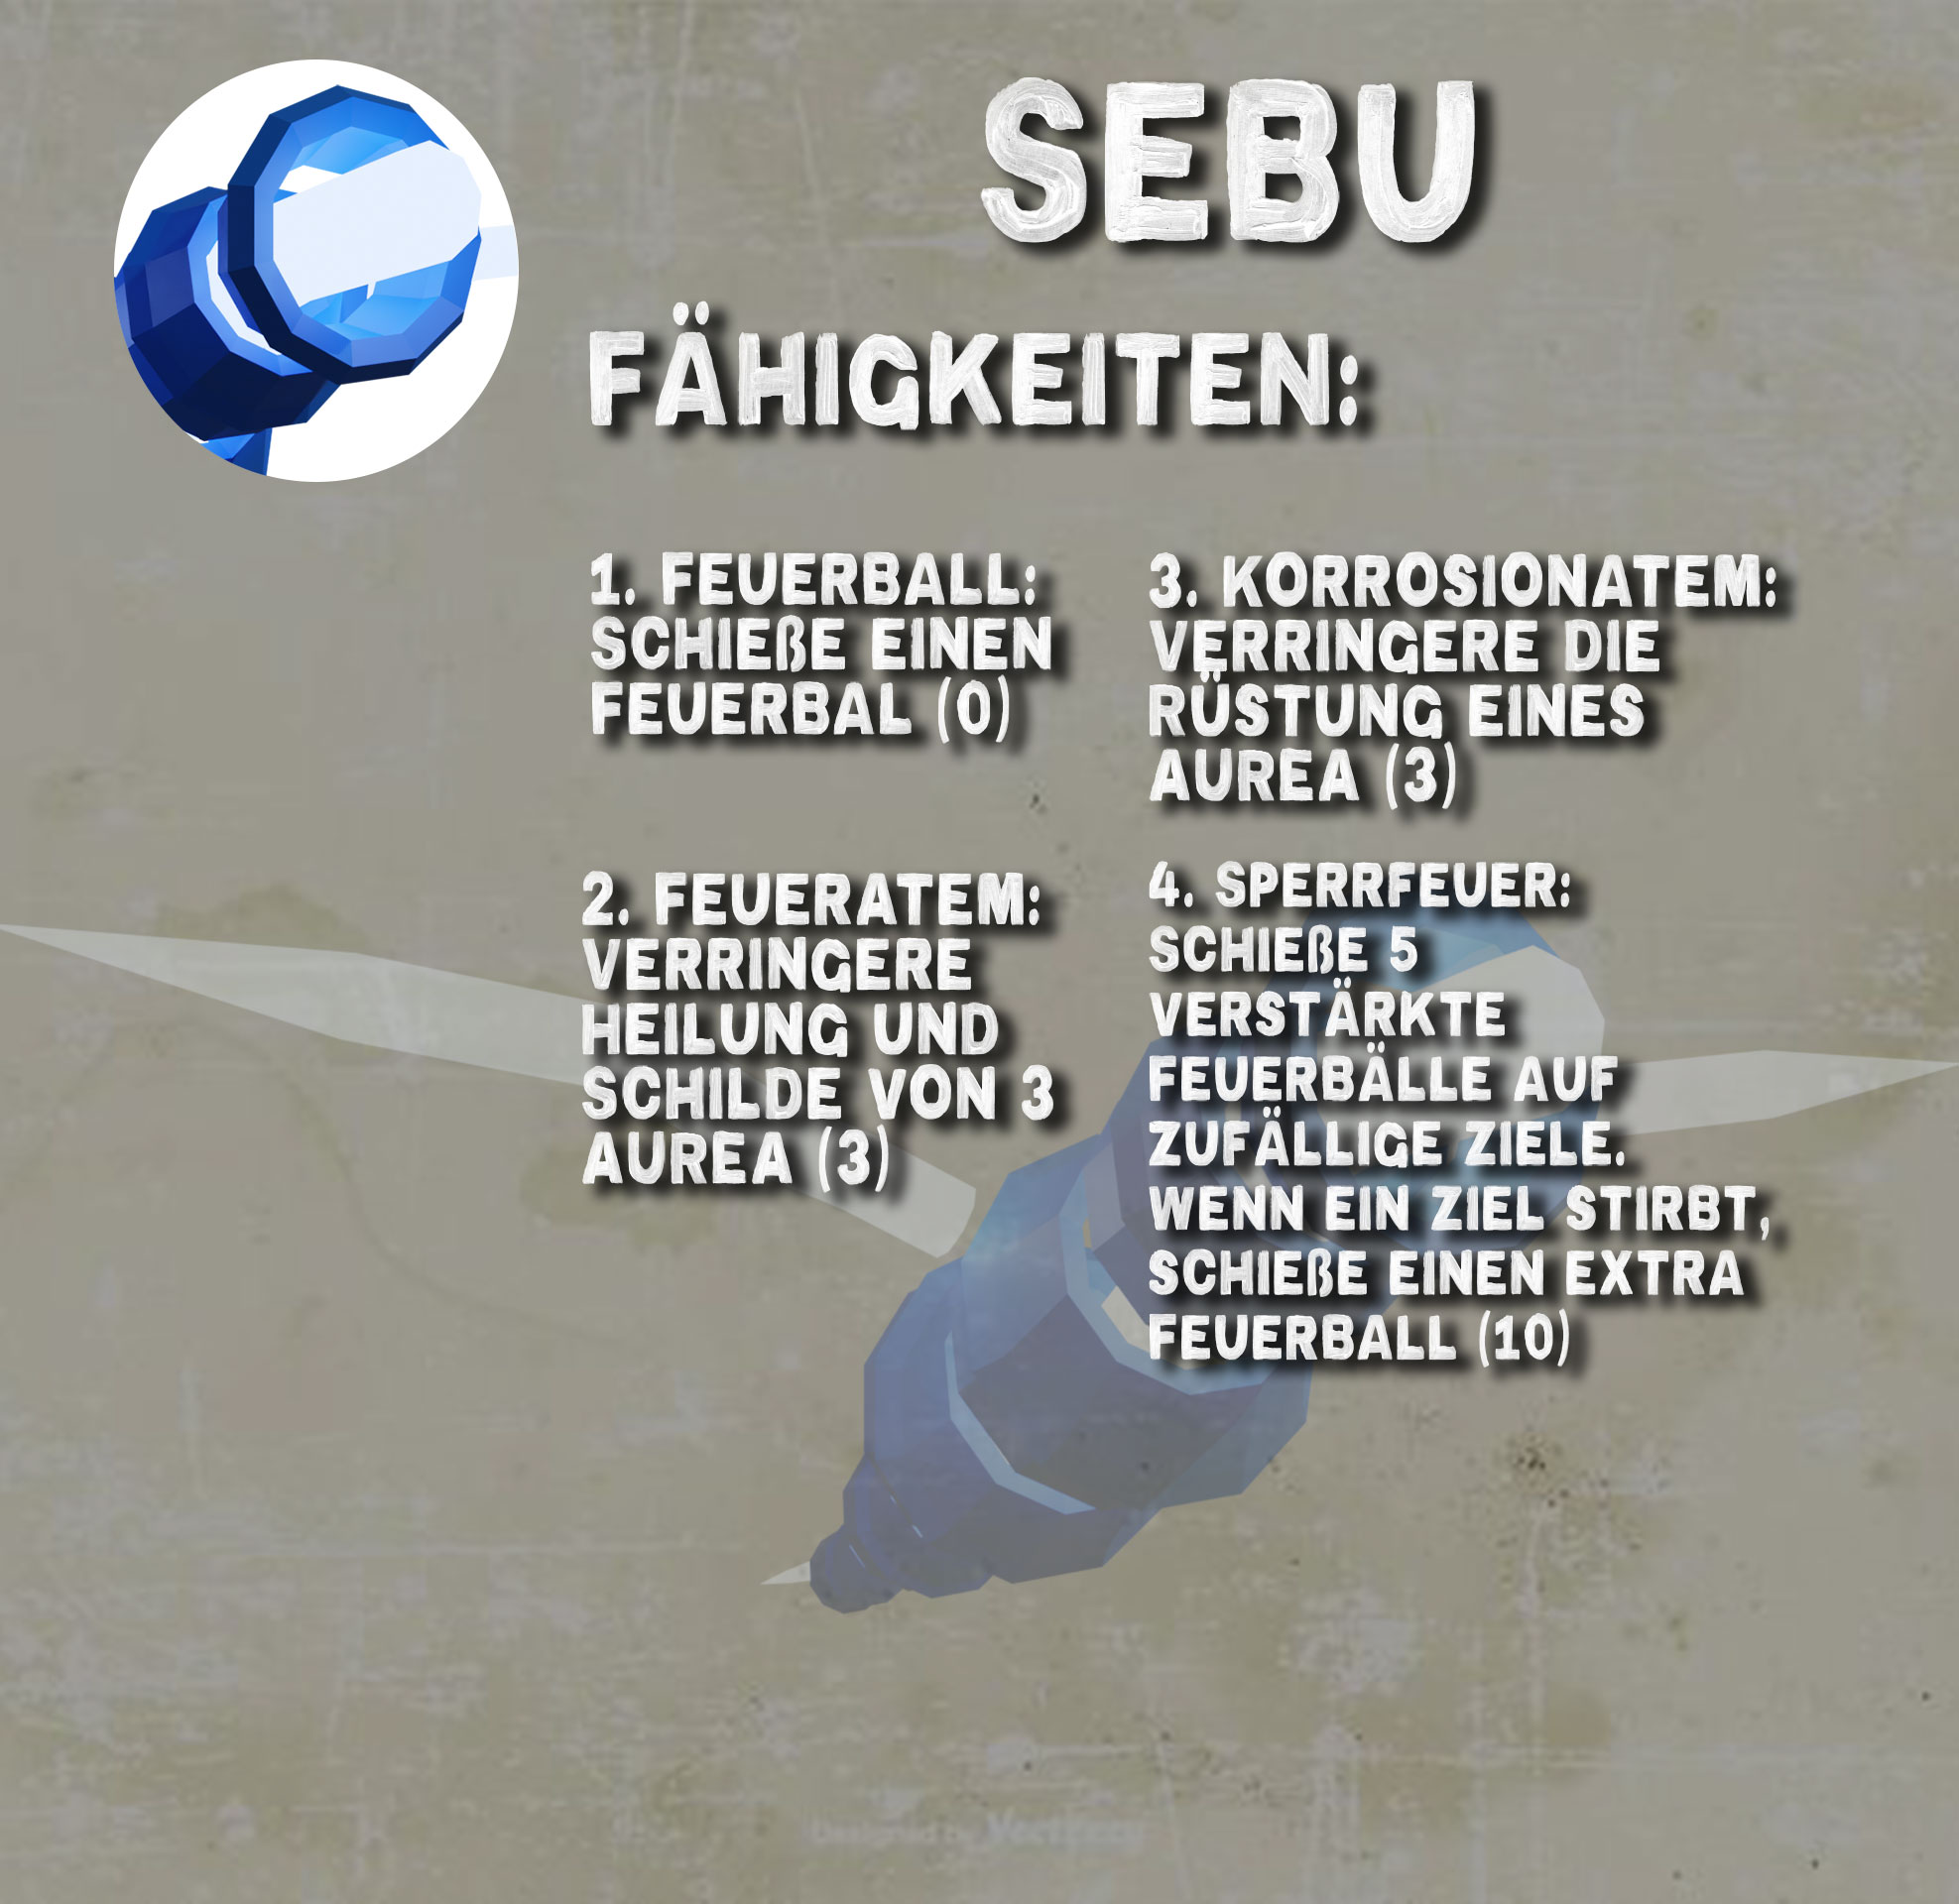 SEBU
FÄHIGKEITEN:
1. FEUERBALL:
SCHIEßE EINEN
FEUERBAL (0)
2. FEUERATEM:
VERRINGERE
HEILUNG UND
SCHILDE VON 3
AUREA (3)
3. KORROSIONATEM:
VERRINGERE DIE
RÜSTUNG EINES
AUREA (3)
4. SPERRFEUER:
SCHIEßE 5
VERSTÄRKTE
FEUERBÄLLE AUF
ZUFÄLLIGE ZIELE.
WENN EIN ZIEL STIRBT,
SCHIEßE EINEN EXTRA
FEUERBALL (10)